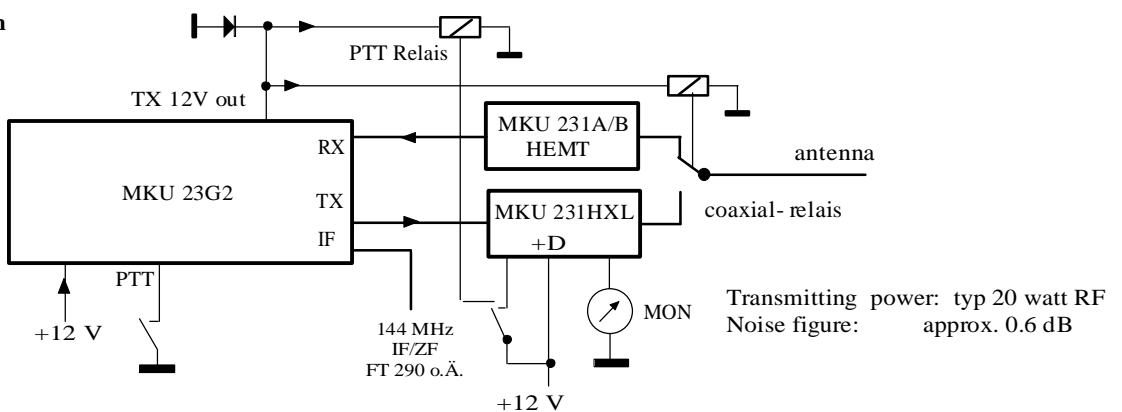 n
PTT Relais
TX 12V out
MKU 23G2
RX
TX
IF
MKU 231A/B
HEMT
MKU 231HXL
+D
antenna
coaxial- relais
PTT
+12 V
144 MHz
IF/ZF
FT 290 o.Ä.
MON
+12 V
Transmitting power: typ 20 watt RF
Noise figure: approx. 0.6 dB